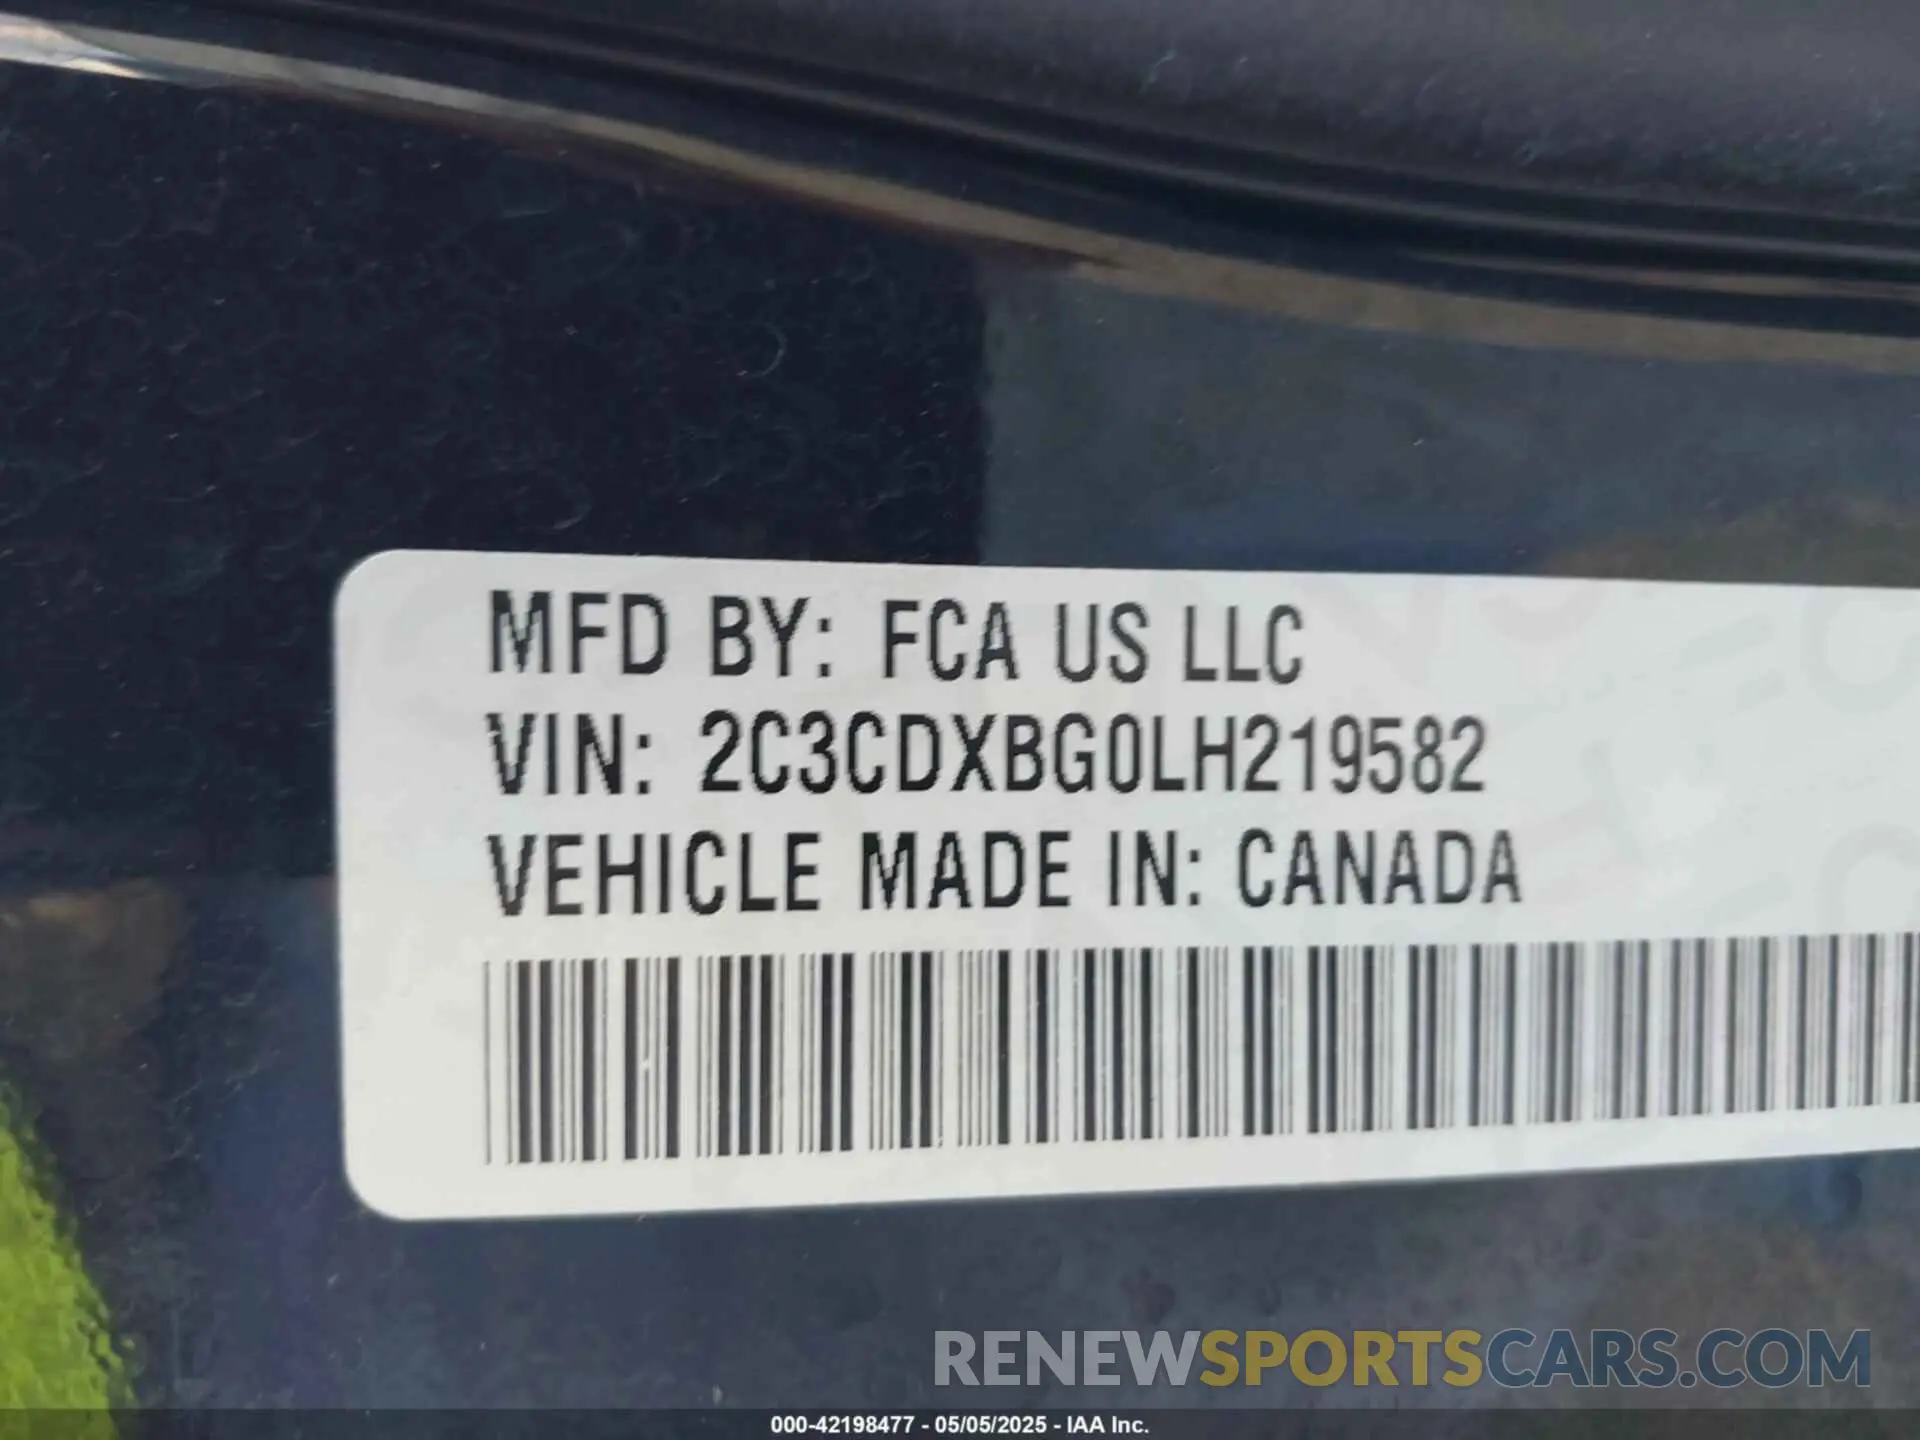 MFD BY: FCA US LLC
VIN: 2C3CDXBG0LH219582
VEHICLE MADE IN: CANADA
RENEWSPORTSCARS.COM
000-42198477 - 05/05/2025 - IAA Inc.